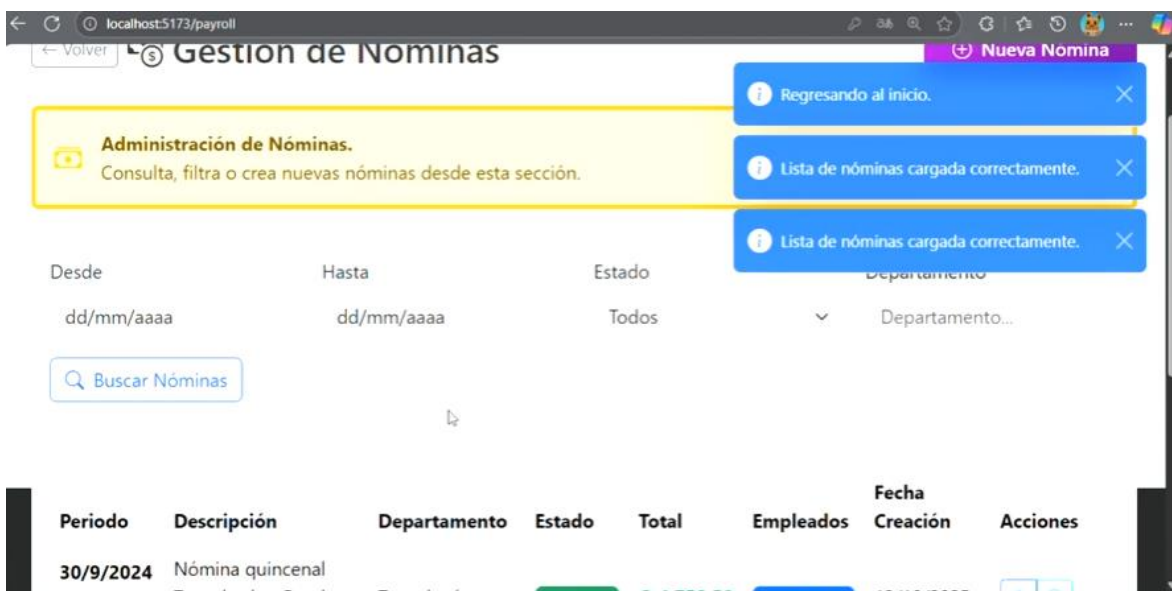 localhost:5173/payroll
← Volver
Gestión de Nóminas
Nueva Nómina
Regresando al inicio.
Administración de Nóminas.
Consulta, filtra o crea nuevas nóminas desde esta sección.
Lista de nóminas cargada correctamente.
Lista de nóminas cargada correctamente.
Desde
Hasta
Estado
Departamento
dd/mm/aaaa
dd/mm/aaaa
Todos
Departamento...
Buscar Nóminas
Periodo
Descripción
Departamento
Estado
Total
Empleados
Fecha
Creación
Acciones
30/9/2024
Nómina quincenal